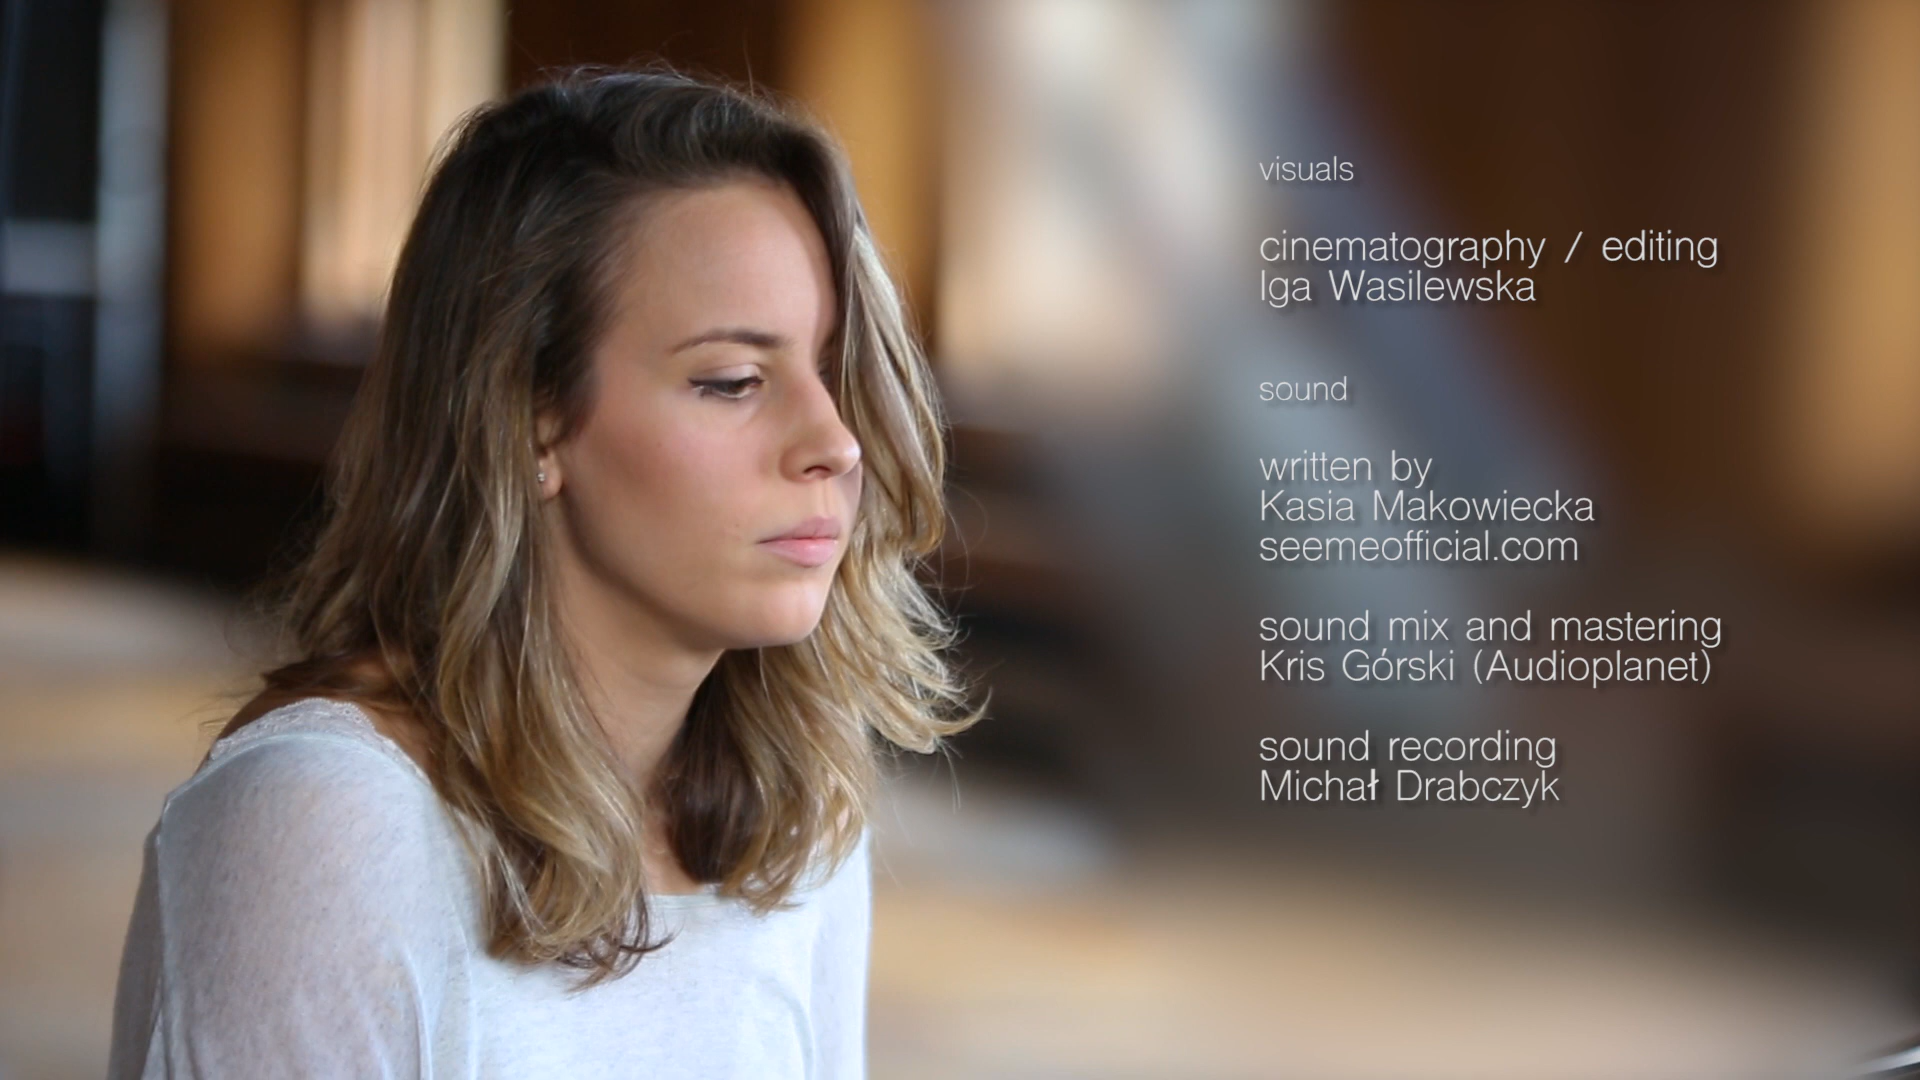 visuals
cinematography / editing
Iga Wasilewska
sound
written by
Kasia Makowiecka
seemeofficial.com
sound mix and mastering
Kris Górski (Audioplanet)
sound recording
Michał Drabczyk